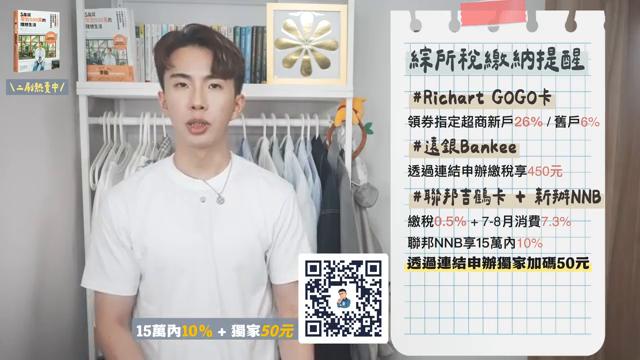 \二刷熱賣中/
綜所稅繳納提醒
#Richart GOGO卡
領券指定超商新戶26% / 舊戶6%
#遠銀Bankee
透過連結申辦繳稅享450元
#聯邦吉鶴卡 + 新辦NNB
繳稅0.5% + 7-8月消費7.3%
聯邦NNB享15萬內10%
透過連結申辦獨家加碼50元
15萬內10% + 獨家50元